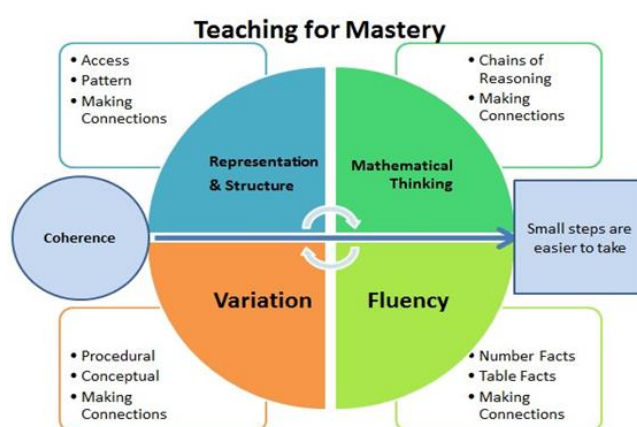 Teaching for Mastery
• Access
• Pattern
• Making
Connections
• Chains of
Reasoning
• Making
Connections
Representation
& Structure
Mathematical
Thinking
Coherence
Small steps are
easier to take
Variation
Fluency
• Procedural
• Conceptual
• Making
Connections
• Number Facts
• Table Facts
• Making
Connections